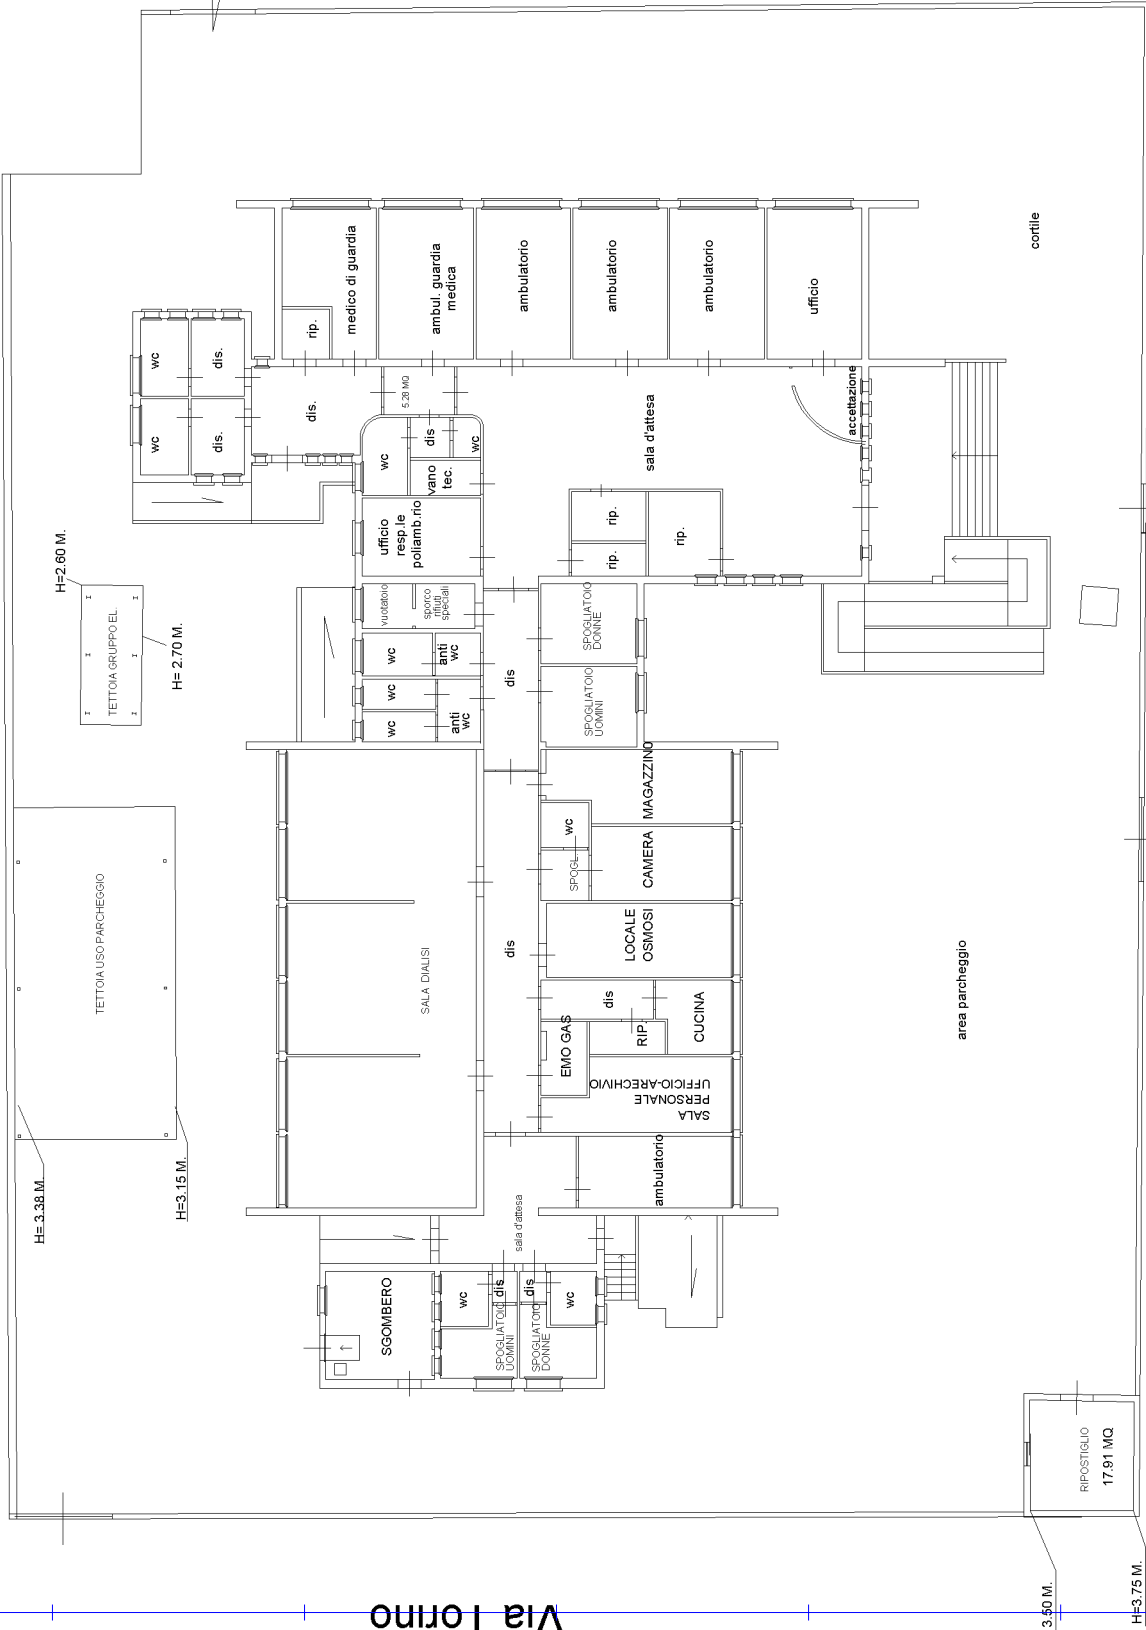 cortile
medico di guardia
rip.
ambul. guardia
medica
ambulatorio
ambulatorio
ambulatorio
ufficio
wc
dis.
wc
dis.
dis.
5.28 MQ
accettazione
sala d'attesa
wc
dis
wc
vano
tec.
ufficio
resp.le
poliamb.rio
rip.
rip.
rip.
H=2.60 M.
TETTOIA GRUPPO EL.
H= 2.70 M.
vuotatoio
sporco
rifiuti
speciali
SPOGLIATOIO
DONNE
wc
anti
wc
wc
wc
anti
wc
dis
SPOGLIATOIO
UOMINI
MAGAZZINO
wc
SPOGL.
CAMERA
TETTOIA USO PARCHEGGIO
SALA DIALISI
dis
LOCALE
OSMOSI
area parcheggio
dis
EMO GAS
RIP.
CUCINA
SALA
PERSONALE
UFFICIO-ARECHIVIO
ambulatorio
H= 3.38 M.
H=3.15 M.
sala d'attesa
SGOMBERO
wc
dis
dis
wc
SPOGLIATOIO
UOMINI
SPOGLIATOIO
DONNE
RIPOSTIGLIO
17.91 MQ
3.50 M.
H=3.75 M.
Via Torino